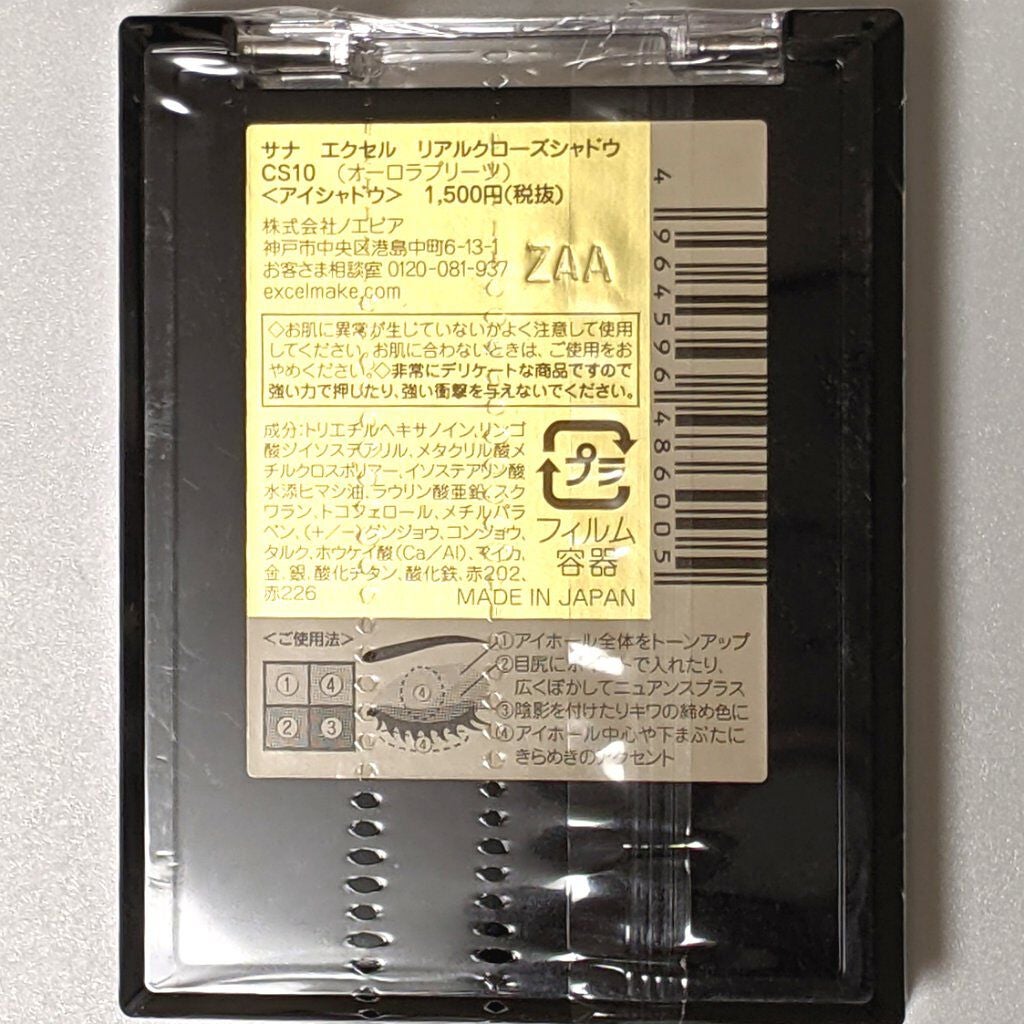 サナ エクセル リアルクローズシャドウ
CS10 (オーロラプリーツ)
<アイシャドウ> 1,500円(税抜)
株式会社ノエビア
神戸市中央区港島中町6-13-1
お客さま相談室 0120-081-937
excelmake.com
ZAA
◇お肌に異常が生じていないかよく注意して使用
してください。お肌に合わないときは、ご使用をお
やめください。◇非常にデリケートな商品ですので
強い力で押したり、強い衝撃を与えないでください。
成分:トリエチルヘキサノイン、リンゴ
酸ジイソステアリル、メタクリル酸メ
チルクロスポリマー、イソステアリン酸
水添ヒマシ油、ラウリン酸亜鉛、スク
ワラン、トコフェロール、メチルパラ
ベン、(+/-)グンジョウ、コンジョウ、
タルク、ホウケイ酸(Ca/Al)、マイカ、
金、銀、酸化チタン、酸化鉄、赤202、
赤226
プラ
フィルム
容器
MADE IN JAPAN
4 964596 486005
<ご使用法>
① ④
② ③
④
④
①アイホール全体をトーンアップ
②目尻にポイントで入れたり、
広くぼかしてニュアンスプラス
③陰影を付けたりキワの締め色に
④アイホール中心や下まぶたに
きらめきのアクセント